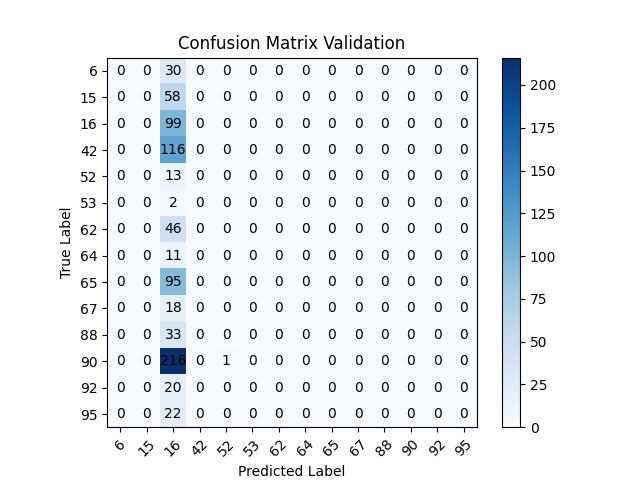 Confusion Matrix Validation
6 0 0 30 0 0 0 0 0 0 0 0 0 0 0
15 0 0 58 0 0 0 0 0 0 0 0 0 0 0
16 0 0 99 0 0 0 0 0 0 0 0 0 0 0
42 0 0 116 0 0 0 0 0 0 0 0 0 0 0
52 0 0 13 0 0 0 0 0 0 0 0 0 0 0
53 0 0 2 0 0 0 0 0 0 0 0 0 0 0
62 0 0 46 0 0 0 0 0 0 0 0 0 0 0
64 0 0 11 0 0 0 0 0 0 0 0 0 0 0
65 0 0 95 0 0 0 0 0 0 0 0 0 0 0
67 0 0 18 0 0 0 0 0 0 0 0 0 0 0
88 0 0 33 0 0 0 0 0 0 0 0 0 0 0
90 0 0 216 0 1 0 0 0 0 0 0 0 0 0
92 0 0 20 0 0 0 0 0 0 0 0 0 0 0
95 0 0 22 0 0 0 0 0 0 0 0 0 0 0
6 15 16 42 52 53 62 64 65 67 88 90 92 95
True Label
Predicted Label
200
175
150
125
100
75
50
25
0